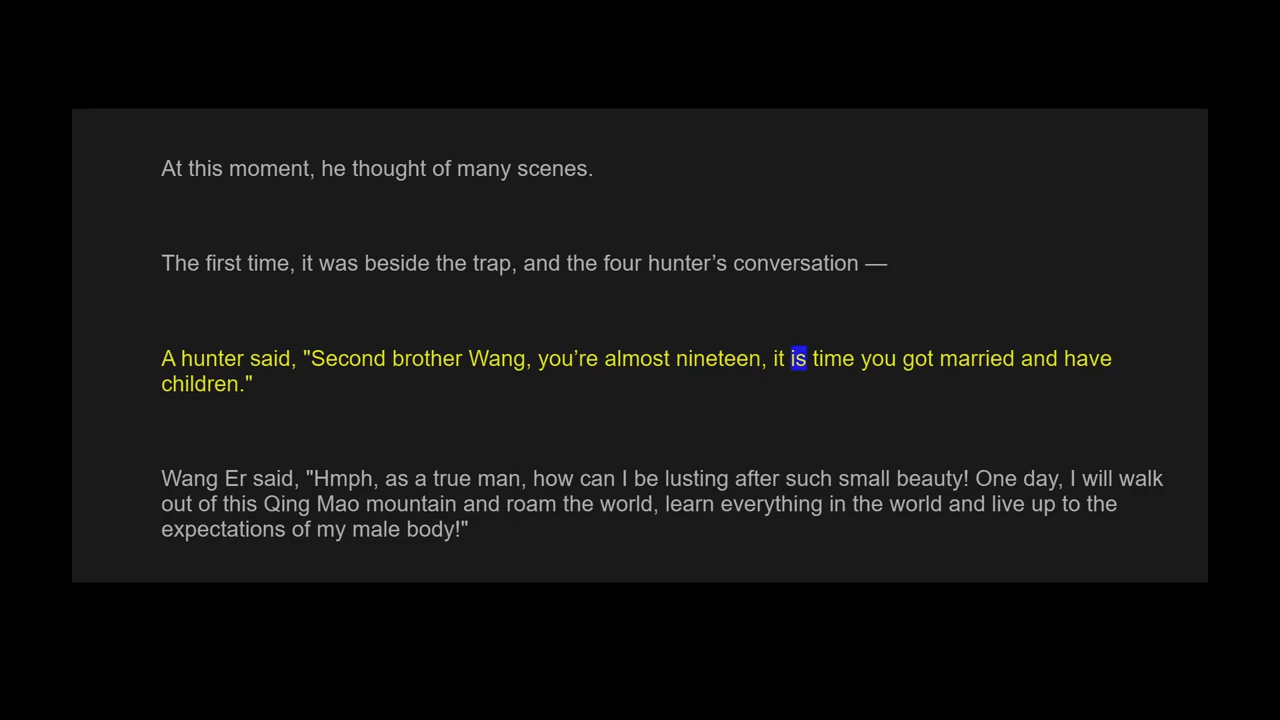 At this moment, he thought of many scenes.
The first time, it was beside the trap, and the four hunter’s conversation —
A hunter said, "Second brother Wang, you’re almost nineteen, it is time you got married and have
children."
Wang Er said, "Hmph, as a true man, how can I be lusting after such small beauty! One day, I will walk
out of this Qing Mao mountain and roam the world, learn everything in the world and live up to the
expectations of my male body!"